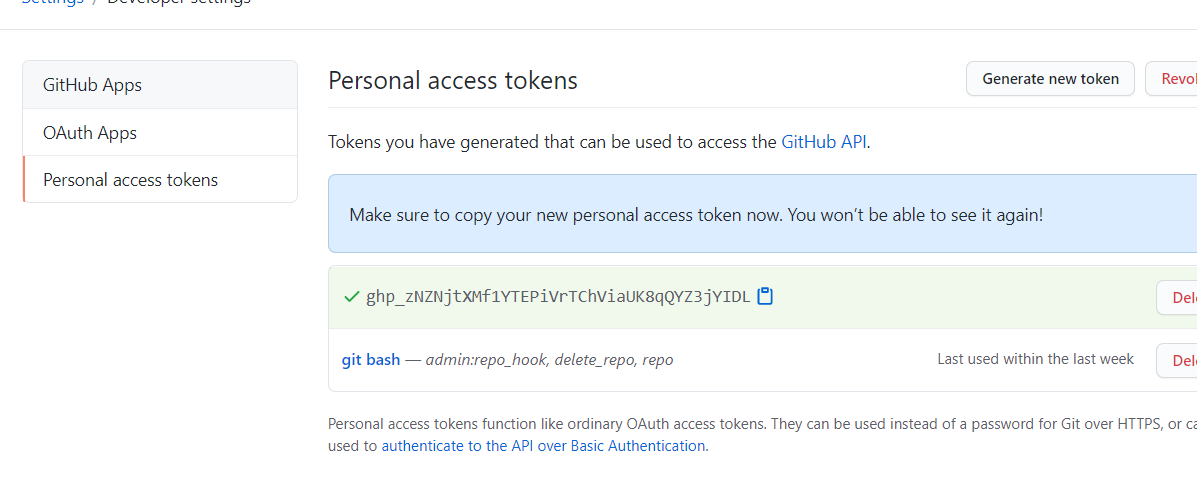 Settings / Developer settings
GitHub Apps
OAuth Apps
Personal access tokens
Personal access tokens
Generate new token
Tokens you have generated that can be used to access the GitHub API.
Make sure to copy your new personal access token now. You won’t be able to see it again!
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
Del
git bash — admin:repo_hook, delete_repo, repo
Last used within the last week
Del
Personal access tokens function like ordinary OAuth access tokens. They can be used instead of a password for Git over HTTPS, or
used to authenticate to the API over Basic Authentication.